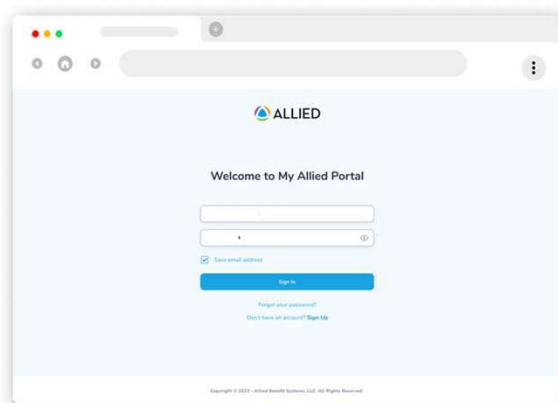 ALLIED
Welcome to My Allied Portal
Save email address
Sign In
Forgot your password?
Don't have an account? Sign Up
Copyright © 2023 - Allied Benefit Systems, LLC. All Rights Reserved.